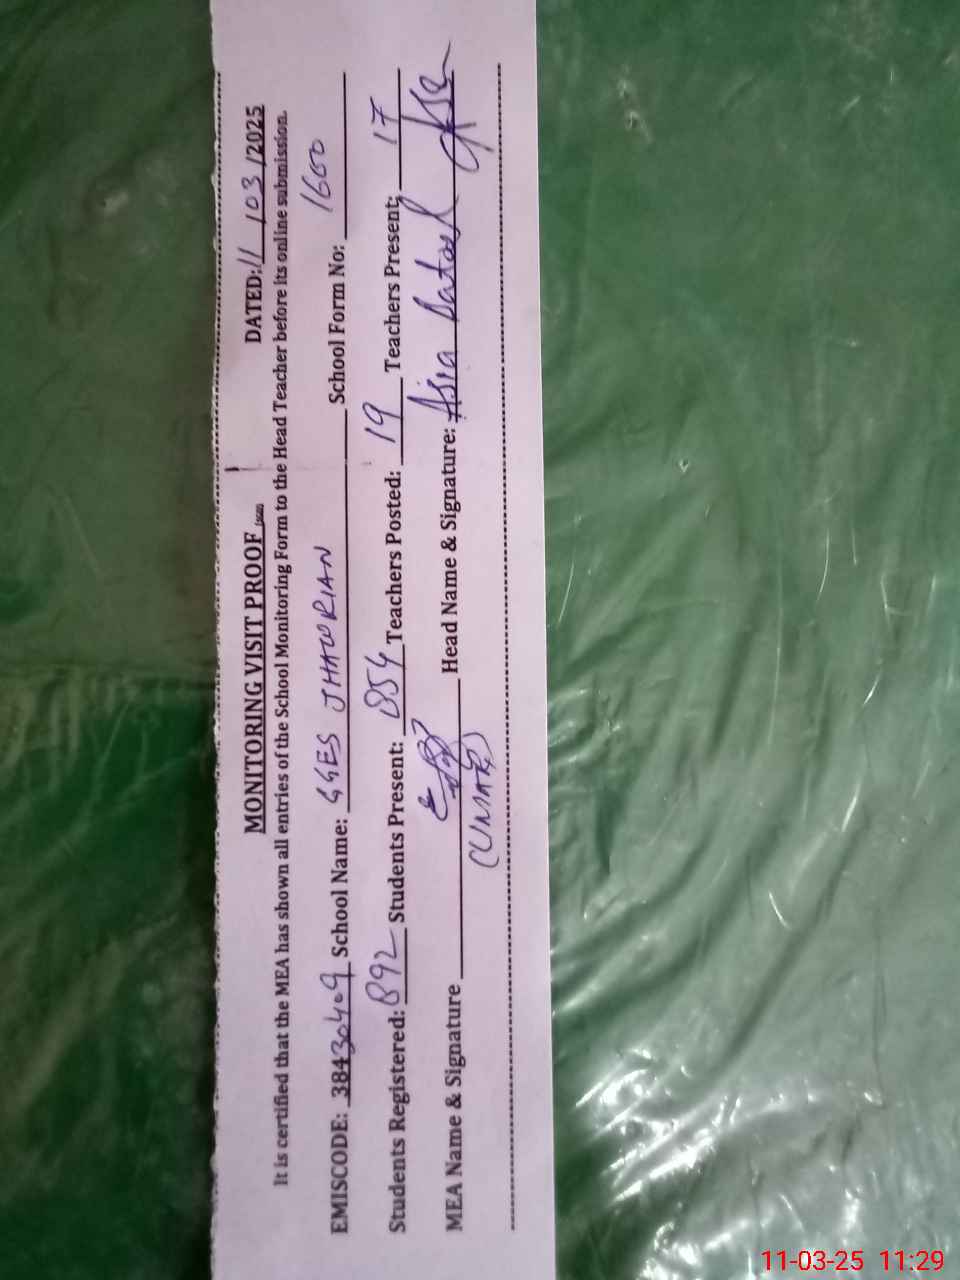 MONITORING VISIT PROOF DATED: 11 / 03 / 2025
It is certified that the MEA has shown all entries of the School Monitoring Form to the Head Teacher before its online submission.
EMISCODE: 38430409 School Name: GGES JHAWRIAN School Form No: 1600
Students Registered: 892 Students Present: 854 Teachers Posted: 19 Teachers Present: 17
MEA Name & Signature Head Name & Signature: Asia Batool
(UMAR)
11-03-25 11:29